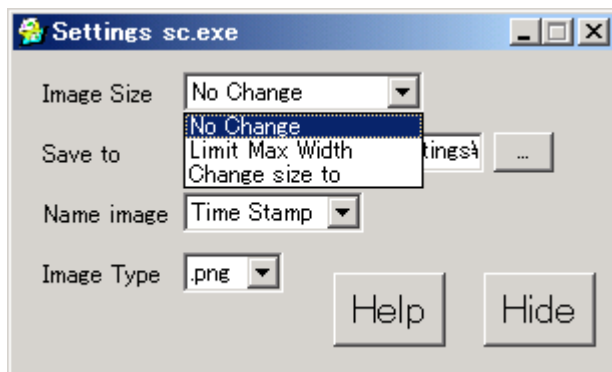 Settings sc.exe
Image Size
No Change
No Change
Limit Max Width
Change size to
Save to
tings¥
...
Name image
Time Stamp
Image Type
.png
Help
Hide